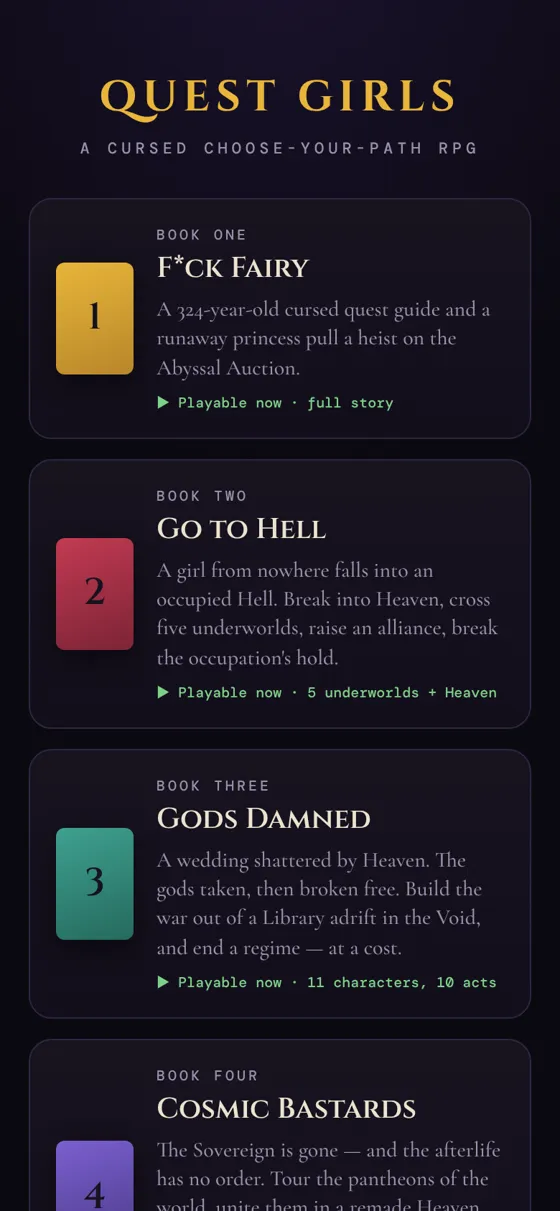 QUEST GIRLS
A CURSED CHOOSE-YOUR-PATH RPG
BOOK ONE
1
F*CK FAIRY
A 324-year-old cursed quest guide and a
runaway princess pull a heist on the
Abyssal Auction.
▶ Playable now · full story
BOOK TWO
2
GO TO HELL
A girl from nowhere falls into an
occupied Hell. Break into Heaven, cross
five underworlds, raise an alliance, break
the occupation's hold.
▶ Playable now · 5 underworlds + Heaven
BOOK THREE
3
GODS DAMNED
A wedding shattered by Heaven. The
gods taken, then broken free. Build the
war out of a Library adrift in the Void,
and end a regime — at a cost.
▶ Playable now · 11 characters, 10 acts
BOOK FOUR
4
COSMIC BASTARDS
The Sovereign is gone — and the afterlife
has no order. Tour the pantheons of the
world, unite them in a remade Heaven